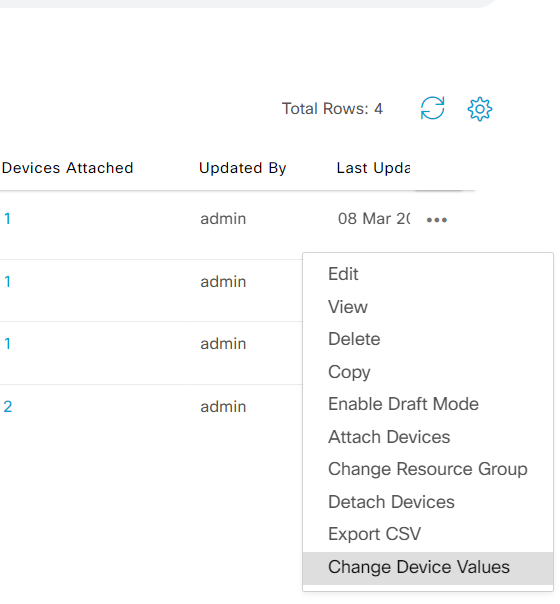 Total Rows: 4
Devices Attached Updated By Last Upda
1 admin 08 Mar 20 •••
1 admin
1 admin
2 admin
Edit
View
Delete
Copy
Enable Draft Mode
Attach Devices
Change Resource Group
Detach Devices
Export CSV
Change Device Values